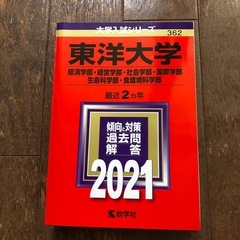 大学入試シリーズ
362
東洋大学
経済学部・経営学部・社会学部・国際学部
生命科学部・食環境科学部
最近2カ年
傾向と対策
過去問
解答
2021
教学社